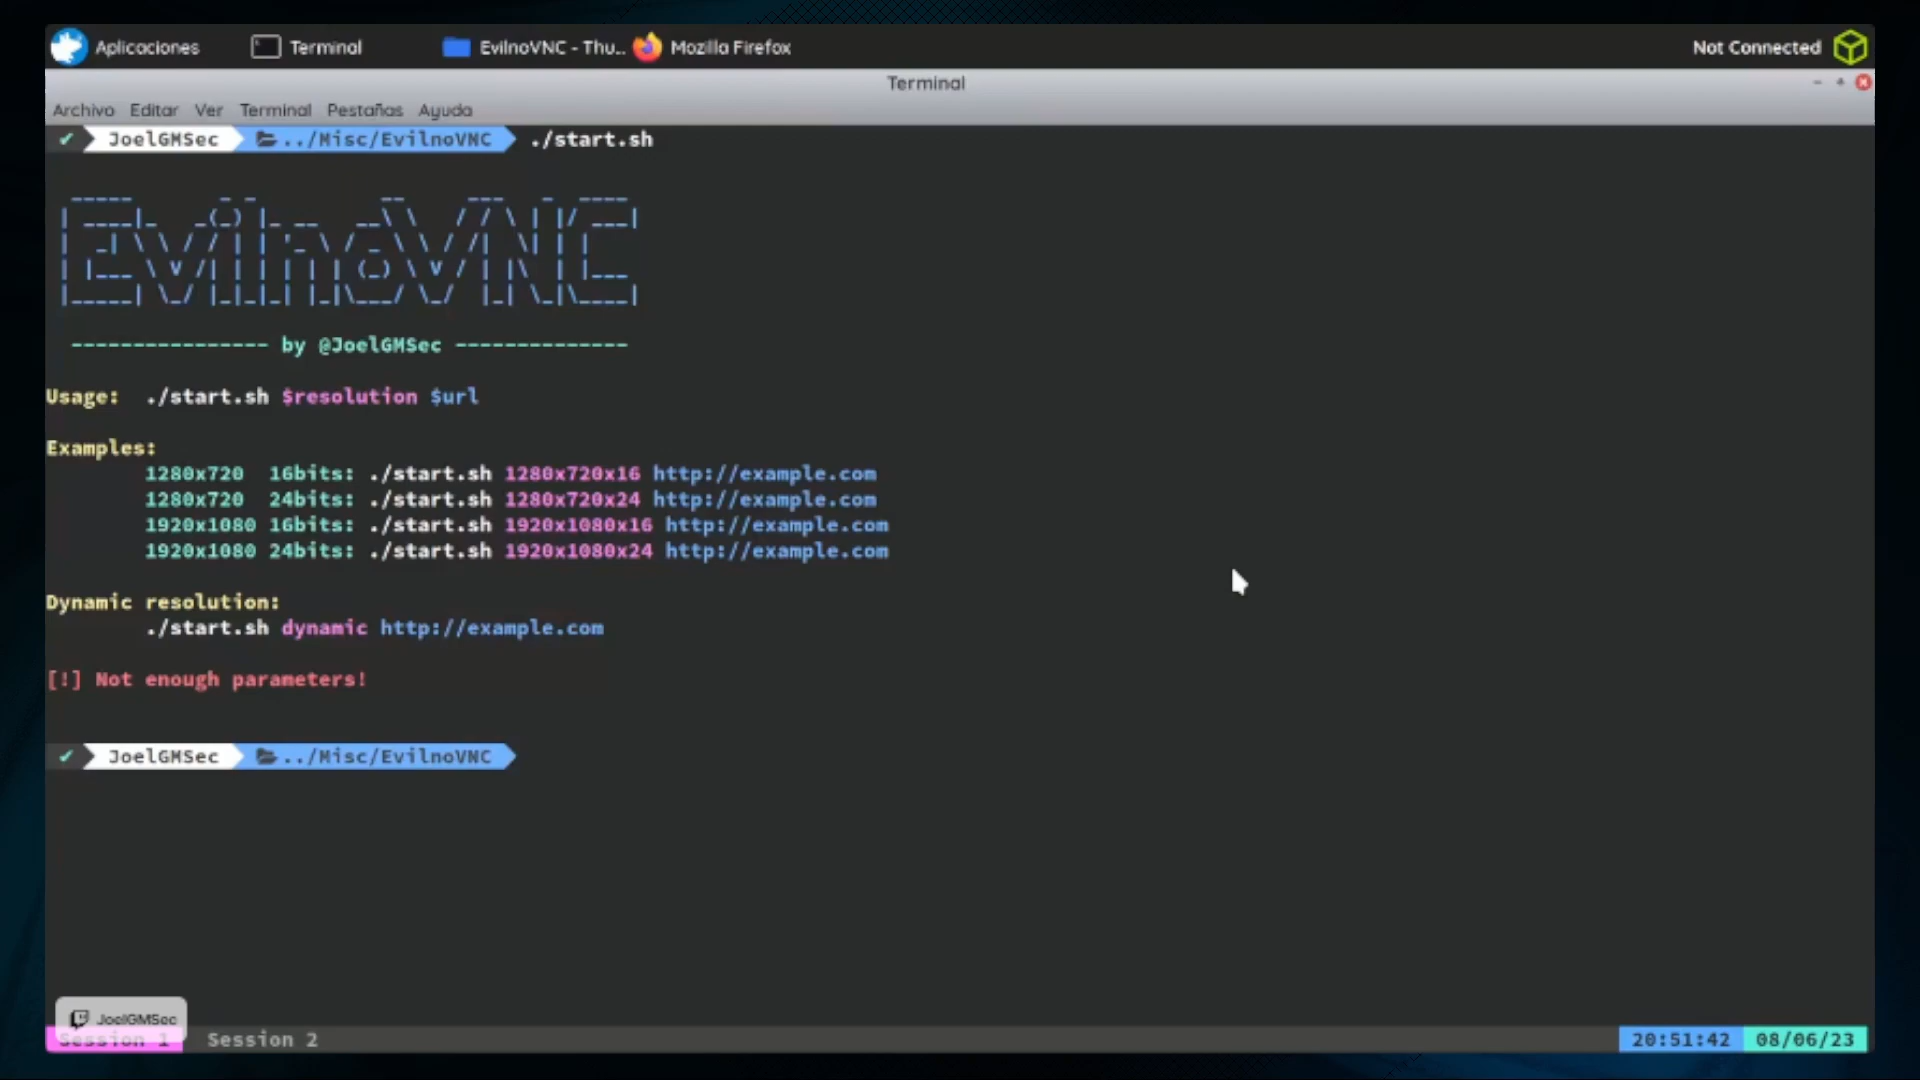 Aplicaciones Terminal EvilnoVNC - Thu... Mozilla Firefox Not Connected
Terminal
Archivo Editar Ver Terminal Pestañas Ayuda
✔ JoelGMSec ../Misc/EvilnoVNC ./start.sh
EvilnoVNC
---------------- by @JoelGMSec --------------
Usage: ./start.sh $resolution $url
Examples:
1280x720 16bits: ./start.sh 1280x720x16 http://example.com
1280x720 24bits: ./start.sh 1280x720x24 http://example.com
1920x1080 16bits: ./start.sh 1920x1080x16 http://example.com
1920x1080 24bits: ./start.sh 1920x1080x24 http://example.com
Dynamic resolution:
./start.sh dynamic http://example.com
[!] Not enough parameters!
✔ JoelGMSec ../Misc/EvilnoVNC
JoelGMSec
Session 1 Session 2 20:51:42 08/06/23